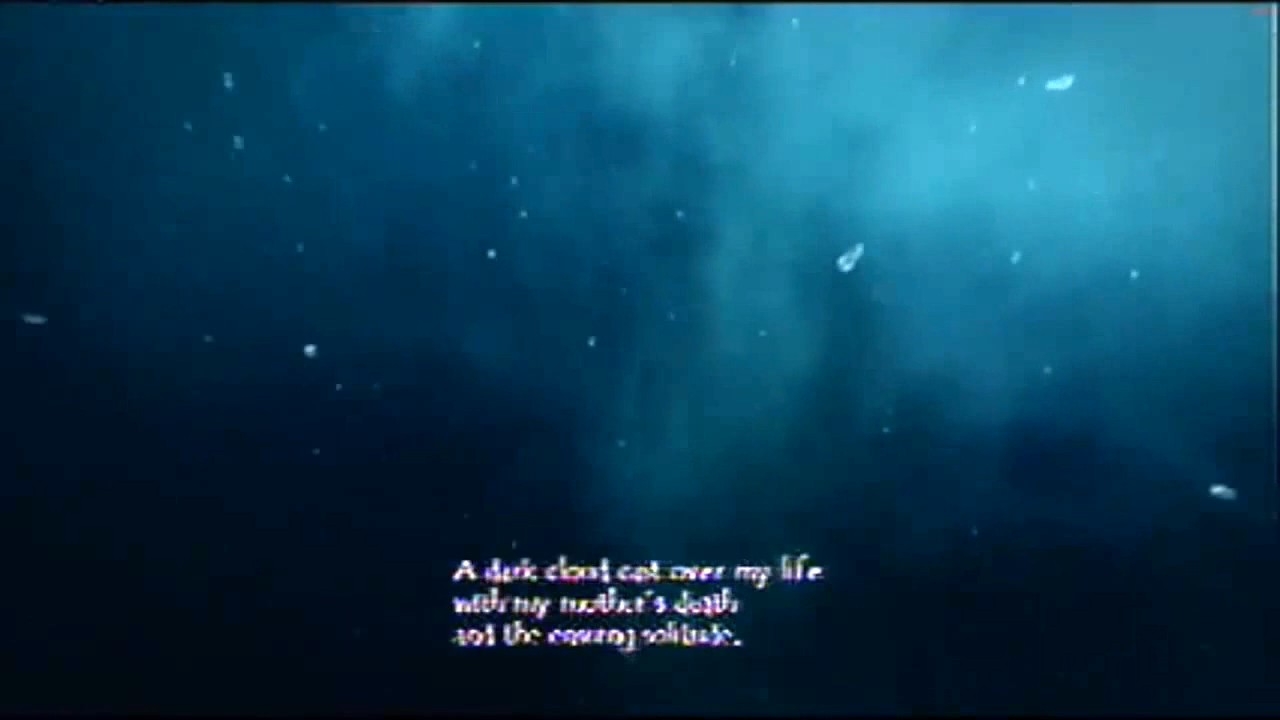 A dark cloud cast over my life
with my mother's death
and the ensuing solitude.